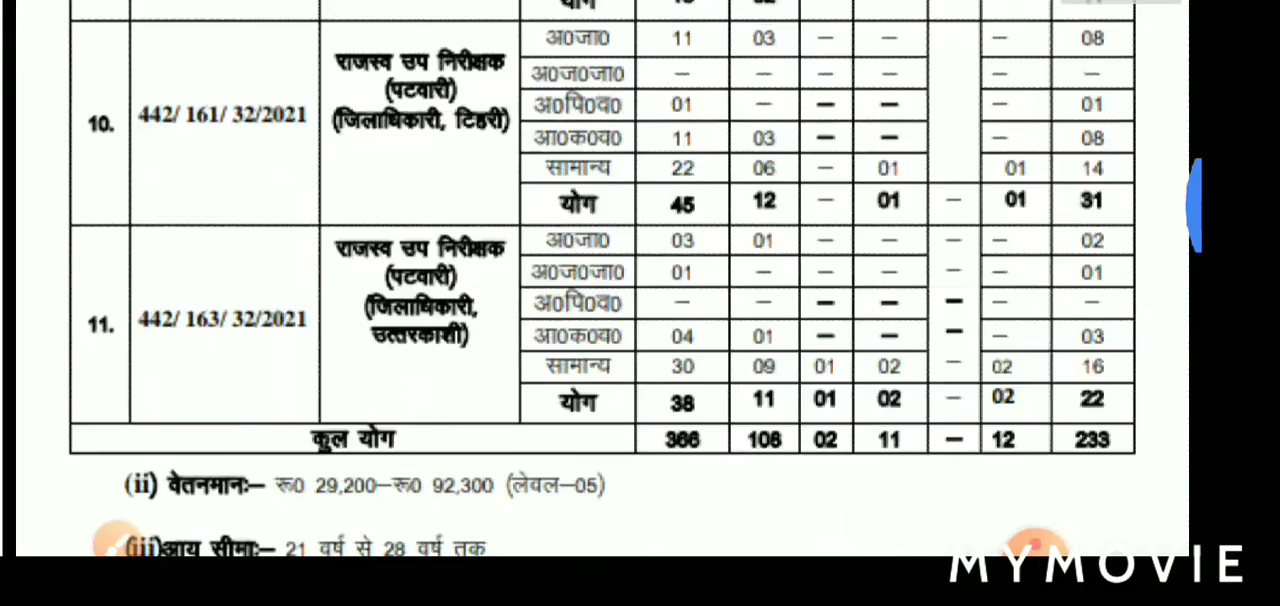 योग
10. 442/ 161/ 32/2021 राजस्व उप निरीक्षक (पटवारी) (जिलाधिकारी, टिहरी)
अ0जा0 11 03 – – – 08
अ0ज0जा0 – – – – – –
अ0पि0व0 01 – – – – 01
आ0क0व0 11 03 – – – 08
सामान्य 22 06 – 01 01 14
योग 45 12 – 01 – 01 31
11. 442/ 163/ 32/2021 राजस्व उप निरीक्षक (पटवारी) (जिलाधिकारी, उत्तरकाशी)
अ0जा0 03 01 – – – – 02
अ0ज0जा0 01 – – – – – 01
अ0पि0व0 – – – – – – –
आ0क0व0 04 01 – – – – 03
सामान्य 30 09 01 02 – 02 16
योग 38 11 01 02 – 02 22
कुल योग 366 108 02 11 – 12 233
(ii) वेतनमानः– रू0 29,200–रू0 92,300 (लेवल–05)
(iii)आयु सीमाः– 21 वर्ष से 28 वर्ष तक
MYMOVIE